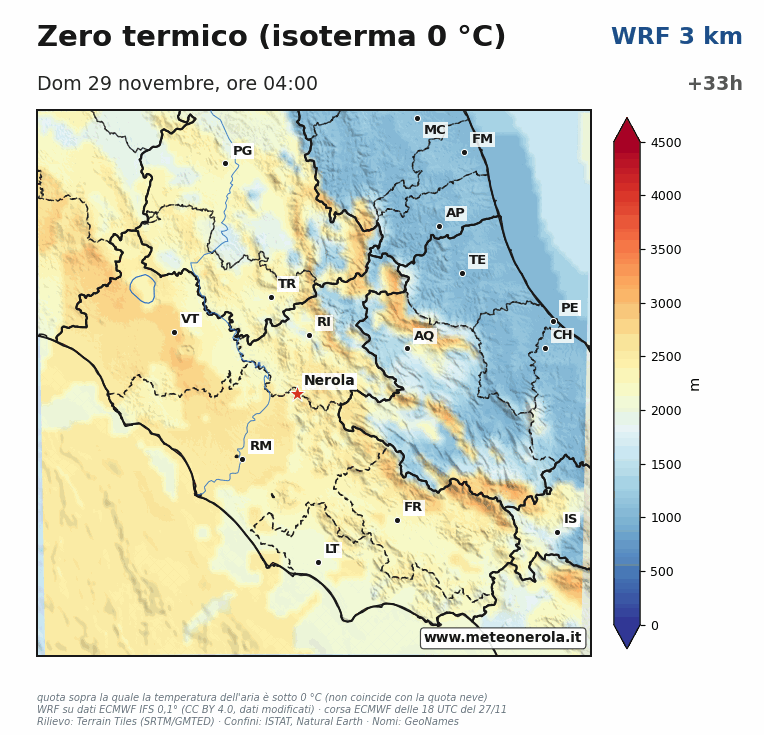 Zero termico (isoterma 0 °C)
WRF 3 km
Dom 29 novembre, ore 04:00
+33h
MC
FM
PG
AP
TE
TR
PE
VT
RI
AQ
CH
Nerola
RM
FR
IS
LT
www.meteonerola.it
4500
4000
3500
3000
2500
2000
1500
1000
500
0
m
quota sopra la quale la temperatura dell'aria è sotto 0 °C (non coincide con la quota neve)
WRF su dati ECMWF IFS 0,1° (CC BY 4.0, dati modificati) · corsa ECMWF delle 18 UTC del 27/11
Rilievo: Terrain Tiles (SRTM/GMTED) · Confini: ISTAT, Natural Earth · Nomi: GeoNames